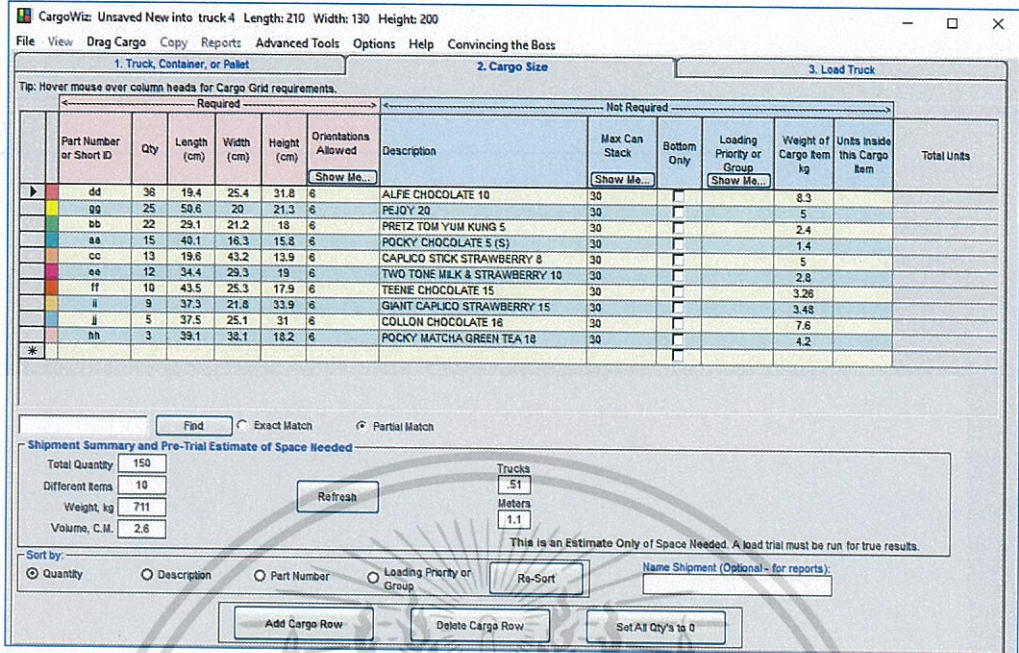 CargoWiz: Unsaved New into truck 4 Length: 210 Width: 130 Height: 200
File View Drag Cargo Copy Reports Advanced Tools Options Help Convincing the Boss
1. Truck, Container, or Pallet 2. Cargo Size 3. Load Truck
Tip: Hover mouse over column heads for Cargo Grid requirements.
<---------- Required ----------> <---------- Not Required ---------->
Part Number or Short ID Qty Length (cm) Width (cm) Height (cm) Orientations Allowed Show Me... Description Max Can Stack Show Me... Bottom Only Loading Priority or Group Show Me... Weight of Cargo Item kg Units Inside this Cargo Item Total Units
dd 36 19.4 25.4 31.8 6 ALFIE CHOCOLATE 10 30 8.3
gg 25 50.6 20 21.3 6 PEJOY 20 30 5
bb 22 29.1 21.2 18 6 PRETZ TOM YUM KUNG 5 30 2.4
aa 15 40.1 16.3 15.8 6 POCKY CHOCOLATE 5 (S) 30 1.4
cc 13 19.6 43.2 13.9 6 CAPLICO STICK STRAWBERRY 8 30 5
ee 12 34.4 29.3 19 6 TWO TONE MILK & STRAWBERRY 10 30 2.8
ff 10 43.5 25.3 17.9 6 TEENIE CHOCOLATE 15 30 3.26
ii 9 37.3 21.8 33.9 6 GIANT CAPLICO STRAWBERRY 15 30 3.48
jj 5 37.5 25.1 31 6 COLLON CHOCOLATE 16 30 7.6
hh 3 39.1 38.1 18.2 6 POCKY MATCHA GREEN TEA 18 30 4.2
*
Find Exact Match Partial Match
Shipment Summary and Pre-Trial Estimate of Space Needed
Total Quantity 150
Different Items 10
Weight, kg 711
Volume, C.M. 2.6
Refresh
Trucks
.51
Meters
1.1
This is an Estimate Only of Space Needed. A load trial must be run for true results.
Sort by:
Quantity Description Part Number Loading Priority or Group Re-Sort
Name Shipment (Optional - for reports):
Add Cargo Row Delete Cargo Row Set All Qty's to 0